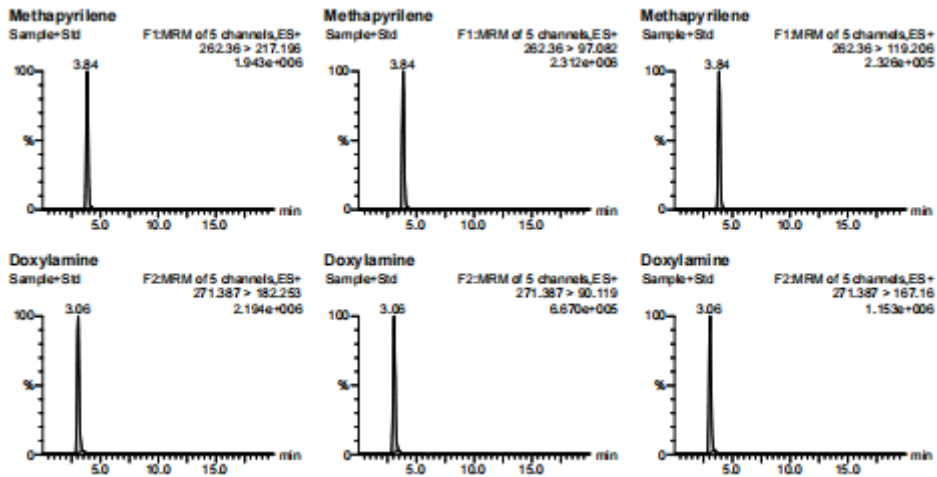 Methapyrilene
Sample+Std F1:MRM of 5 channels,ES+
262.36 > 217.196
1.943e+006
100
3.84
%
0
5.0 10.0 15.0 min
Methapyrilene
Sample+Std F1:MRM of 5 channels,ES+
262.36 > 97.082
2.312e+006
100
3.84
%
0
5.0 10.0 15.0 min
Methapyrilene
Sample+Std F1:MRM of 5 channels,ES+
262.36 > 119.206
2.326e+005
100
3.84
%
0
5.0 10.0 15.0 min
Doxylamine
Sample+Std F2:MRM of 5 channels,ES+
271.387 > 182.253
2.194e+006
100
3.06
%
0
5.0 10.0 15.0 min
Doxylamine
Sample+Std F2:MRM of 5 channels,ES+
271.387 > 90.119
6.670e+005
100
3.06
%
0
5.0 10.0 15.0 min
Doxylamine
Sample+Std F2:MRM of 5 channels,ES+
271.387 > 167.16
1.153e+006
100
3.06
%
0
5.0 10.0 15.0 min